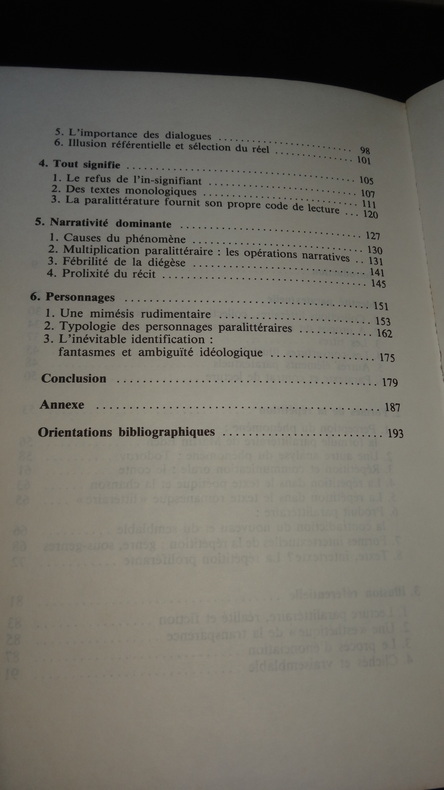 5. L'importance des dialogues ........................ 98
6. Illusion référentielle et sélection du réel ............... 101
4. Tout signifie ........................................ 105
1. Le refus de l'in-signifiant ........................ 107
2. Des textes monologiques ........................ 111
3. La paralittérature fournit son propre code de lecture ... 120
5. Narrativité dominante ........................ 127
1. Causes du phénomène ........................ 130
2. Multiplication paralittéraire : les opérations narratives .. 131
3. Fébrilité de la diégèse ........................ 141
4. Prolixité du récit ........................ 145
6. Personnages ........................ 151
1. Une mimésis rudimentaire ........................ 153
2. Typologie des personnages paralittéraires ............... 162
3. L'inévitable identification :
fantasmes et ambiguïté idéologique ............... 175
Conclusion ........................ 179
Annexe ........................ 187
Orientations bibliographiques ........................ 193